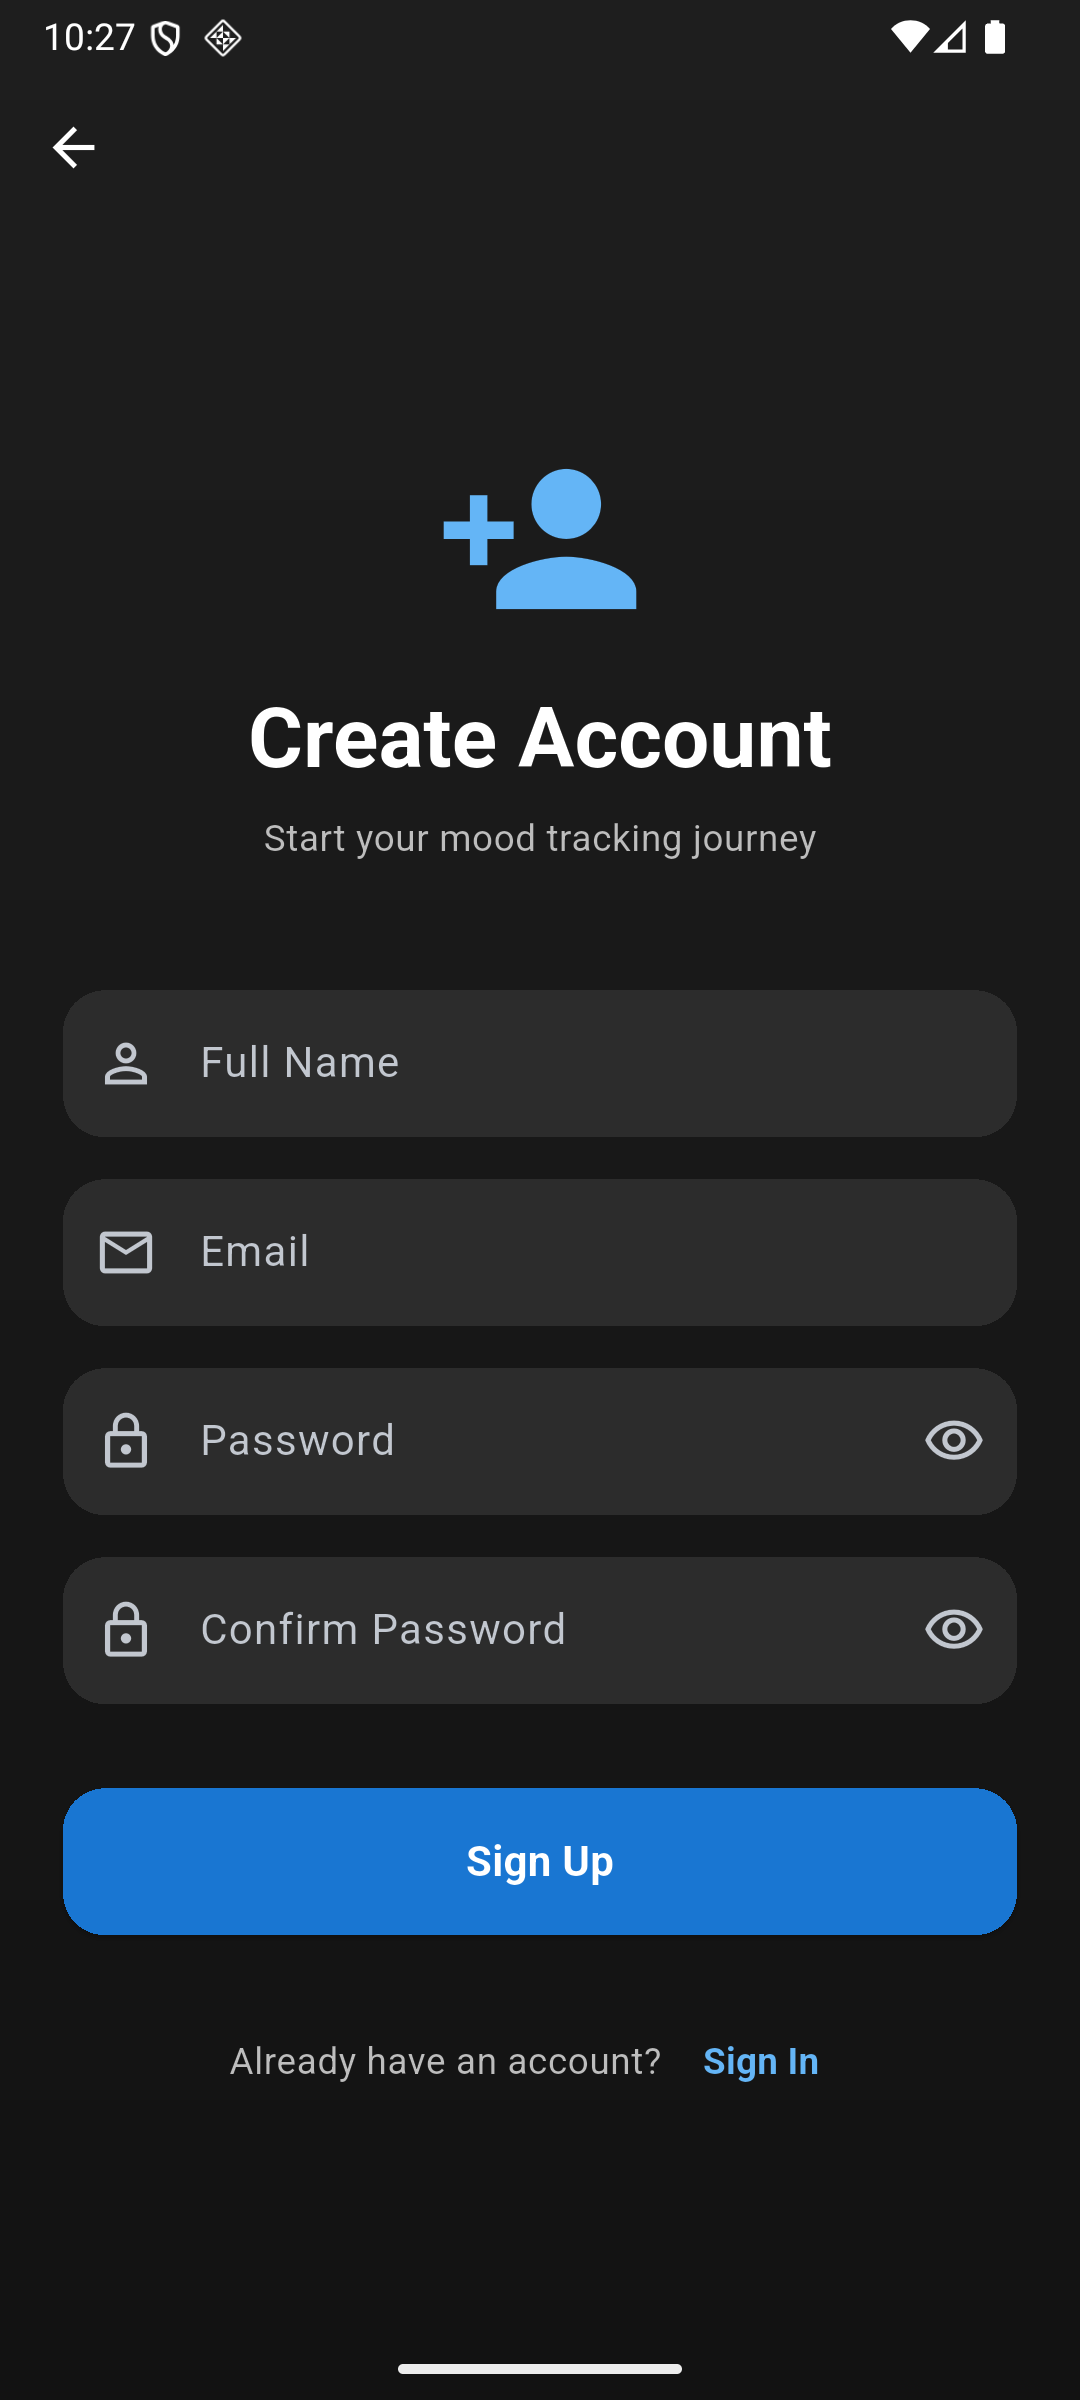 10:27
Create Account
Start your mood tracking journey
Full Name
Email
Password
Confirm Password
Sign Up
Already have an account? Sign In